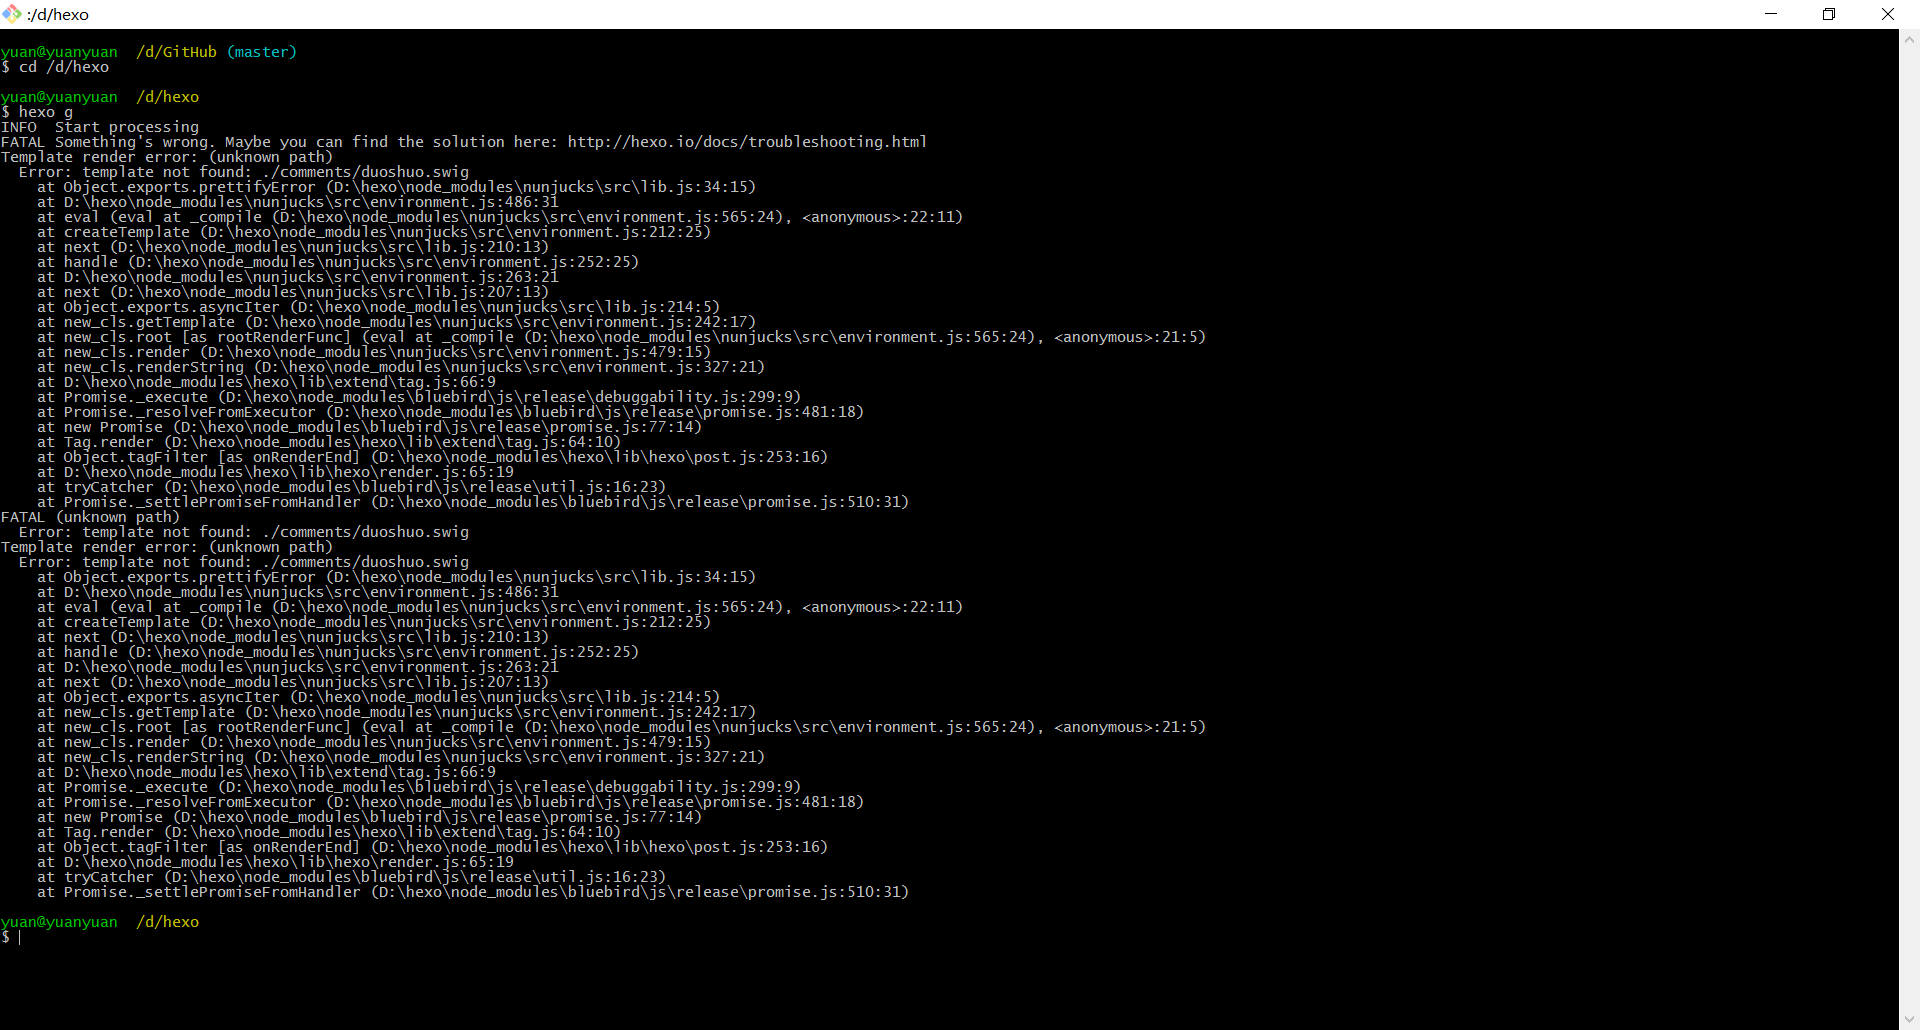 :/d/hexo
yuan@yuanyuan /d/GitHub (master)
$ cd /d/hexo
yuan@yuanyuan /d/hexo
$ hexo g
INFO  Start processing
FATAL Something's wrong. Maybe you can find the solution here: http://hexo.io/docs/troubleshooting.html
Template render error: (unknown path)
  Error: template not found: ./comments/duoshuo.swig
    at Object.exports.prettifyError (D:\hexo\node_modules\nunjucks\src\lib.js:34:15)
    at D:\hexo\node_modules\nunjucks\src\environment.js:486:31
    at eval (eval at _compile (D:\hexo\node_modules\nunjucks\src\environment.js:565:24), <anonymous>:22:11)
    at createTemplate (D:\hexo\node_modules\nunjucks\src\environment.js:212:25)
    at next (D:\hexo\node_modules\nunjucks\src\lib.js:210:13)
    at handle (D:\hexo\node_modules\nunjucks\src\environment.js:252:25)
    at D:\hexo\node_modules\nunjucks\src\environment.js:263:21
    at next (D:\hexo\node_modules\nunjucks\src\lib.js:207:13)
    at Object.exports.asyncIter (D:\hexo\node_modules\nunjucks\src\lib.js:214:5)
    at new_cls.getTemplate (D:\hexo\node_modules\nunjucks\src\environment.js:242:17)
    at new_cls.root [as rootRenderFunc] (eval at _compile (D:\hexo\node_modules\nunjucks\src\environment.js:565:24), <anonymous>:21:5)
    at new_cls.render (D:\hexo\node_modules\nunjucks\src\environment.js:479:15)
    at new_cls.renderString (D:\hexo\node_modules\nunjucks\src\environment.js:327:21)
    at D:\hexo\node_modules\hexo\lib\extend\tag.js:66:9
    at Promise._execute (D:\hexo\node_modules\bluebird\js\release\debuggability.js:299:9)
    at Promise._resolveFromExecutor (D:\hexo\node_modules\bluebird\js\release\promise.js:481:18)
    at new Promise (D:\hexo\node_modules\bluebird\js\release\promise.js:77:14)
    at Tag.render (D:\hexo\node_modules\hexo\lib\extend\tag.js:64:10)
    at Object.tagFilter [as onRenderEnd] (D:\hexo\node_modules\hexo\lib\hexo\post.js:253:16)
    at D:\hexo\node_modules\hexo\lib\hexo\render.js:65:19
    at tryCatcher (D:\hexo\node_modules\bluebird\js\release\util.js:16:23)
    at Promise._settlePromiseFromHandler (D:\hexo\node_modules\bluebird\js\release\promise.js:510:31)
FATAL (unknown path)
  Error: template not found: ./comments/duoshuo.swig
Template render error: (unknown path)
  Error: template not found: ./comments/duoshuo.swig
    at Object.exports.prettifyError (D:\hexo\node_modules\nunjucks\src\lib.js:34:15)
    at D:\hexo\node_modules\nunjucks\src\environment.js:486:31
    at eval (eval at _compile (D:\hexo\node_modules\nunjucks\src\environment.js:565:24), <anonymous>:22:11)
    at createTemplate (D:\hexo\node_modules\nunjucks\src\environment.js:212:25)
    at next (D:\hexo\node_modules\nunjucks\src\lib.js:210:13)
    at handle (D:\hexo\node_modules\nunjucks\src\environment.js:252:25)
    at D:\hexo\node_modules\nunjucks\src\environment.js:263:21
    at next (D:\hexo\node_modules\nunjucks\src\lib.js:207:13)
    at Object.exports.asyncIter (D:\hexo\node_modules\nunjucks\src\lib.js:214:5)
    at new_cls.getTemplate (D:\hexo\node_modules\nunjucks\src\environment.js:242:17)
    at new_cls.root [as rootRenderFunc] (eval at _compile (D:\hexo\node_modules\nunjucks\src\environment.js:565:24), <anonymous>:21:5)
    at new_cls.render (D:\hexo\node_modules\nunjucks\src\environment.js:479:15)
    at new_cls.renderString (D:\hexo\node_modules\nunjucks\src\environment.js:327:21)
    at D:\hexo\node_modules\hexo\lib\extend\tag.js:66:9
    at Promise._execute (D:\hexo\node_modules\bluebird\js\release\debuggability.js:299:9)
    at Promise._resolveFromExecutor (D:\hexo\node_modules\bluebird\js\release\promise.js:481:18)
    at new Promise (D:\hexo\node_modules\bluebird\js\release\promise.js:77:14)
    at Tag.render (D:\hexo\node_modules\hexo\lib\extend\tag.js:64:10)
    at Object.tagFilter [as onRenderEnd] (D:\hexo\node_modules\hexo\lib\hexo\post.js:253:16)
    at D:\hexo\node_modules\hexo\lib\hexo\render.js:65:19
    at tryCatcher (D:\hexo\node_modules\bluebird\js\release\util.js:16:23)
    at Promise._settlePromiseFromHandler (D:\hexo\node_modules\bluebird\js\release\promise.js:510:31)
yuan@yuanyuan /d/hexo
$